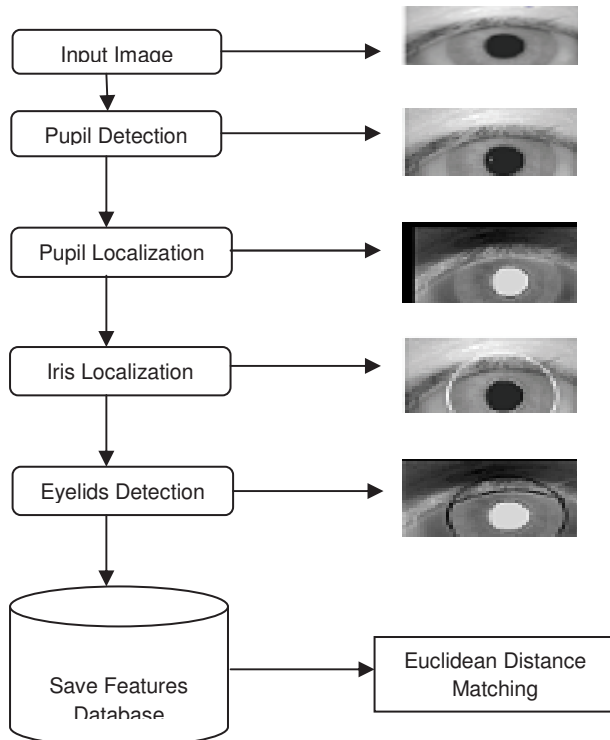 Input Image
Pupil Detection
Pupil Localization
Iris Localization
Eyelids Detection
Save Features
Database
Euclidean Distance
Matching